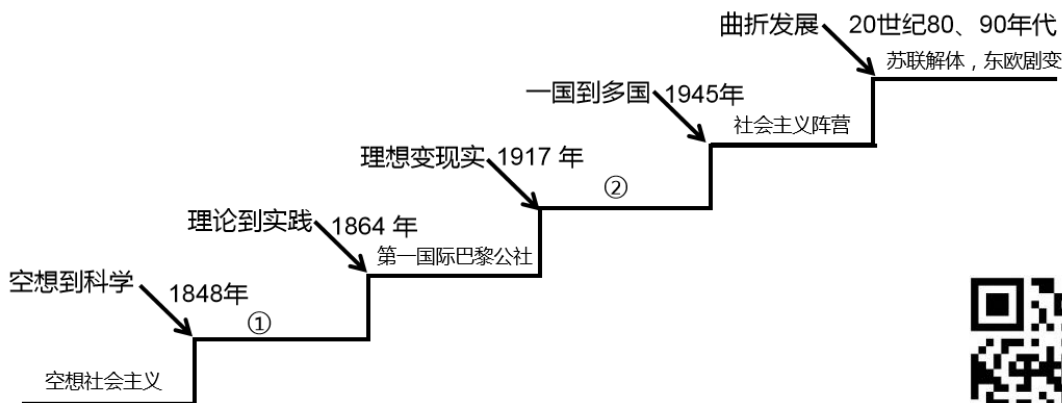 曲折发展 20世纪80、90年代
苏联解体，东欧剧变
一国到多国 1945年
社会主义阵营
理想变现实 1917 年
②
理论到实践 1864 年
第一国际巴黎公社
空想到科学 1848年
①
空想社会主义